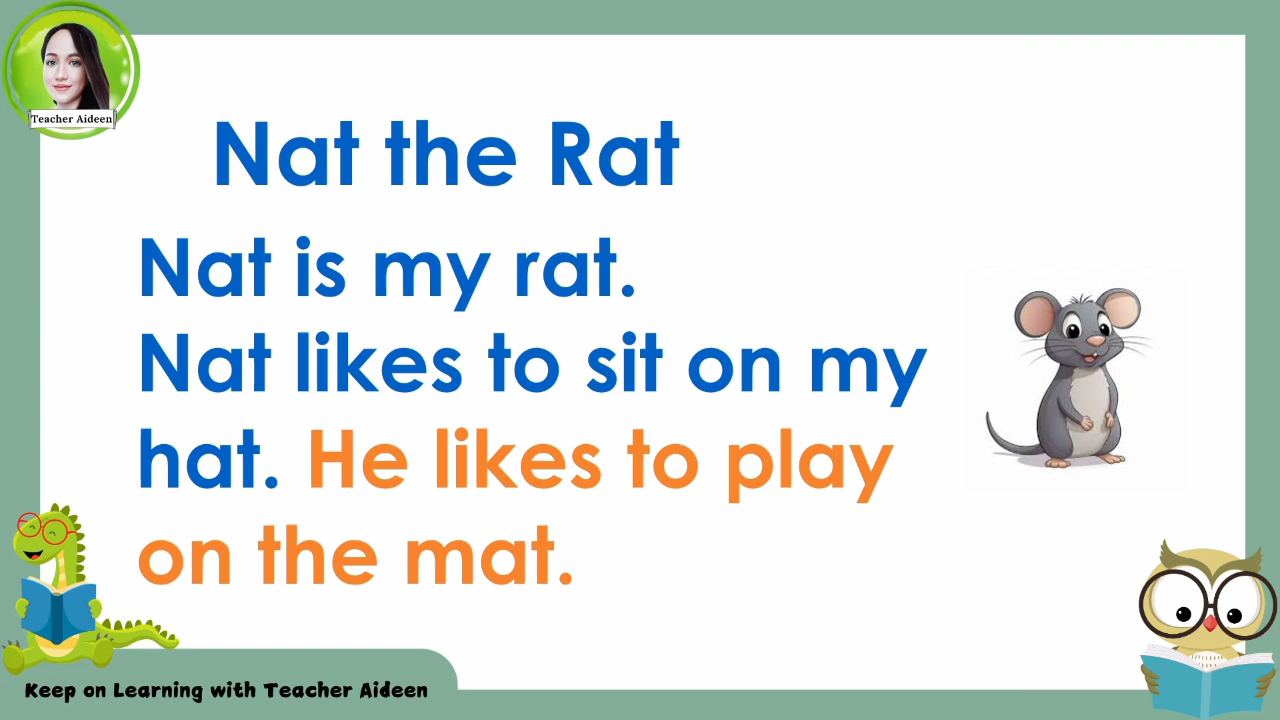 Teacher Aideen
Nat the Rat
Nat is my rat.
Nat likes to sit on my
hat. He likes to play
on the mat.
Keep on Learning with Teacher Aideen